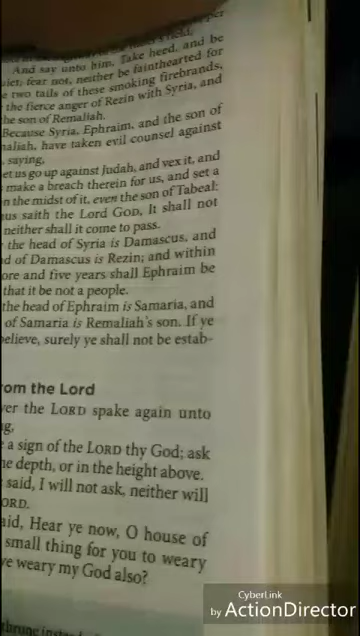 And say unto him, Take heed, and be
fear not, neither be fainthearted for
two tails of these smoking firebrands,
the fierce anger of Rezin with Syria, and
the son of Remaliah.
Because Syria, Ephraim, and the son of
maliah, have taken evil counsel against
saying,
et us go up against Judah, and vex it, and
make a breach therein for us, and set a
n the midst of it, even the son of Tabeal:
us saith the Lord GOD, It shall not
neither shall it come to pass.
the head of Syria is Damascus, and
ad of Damascus is Rezin; and within
ore and five years shall Ephraim be
that it be not a people.
the head of Ephraim is Samaria, and
of Samaria is Remaliah's son. If ye
believe, surely ye shall not be estab-
om the Lord
ver the LORD spake again unto
g,
a sign of the LORD thy God; ask
he depth, or in the height above.
said, I will not ask, neither will
ORD.
aid, Hear ye now, O house of
small thing for you to weary
ve weary my God also?
CyberLink
by ActionDirector